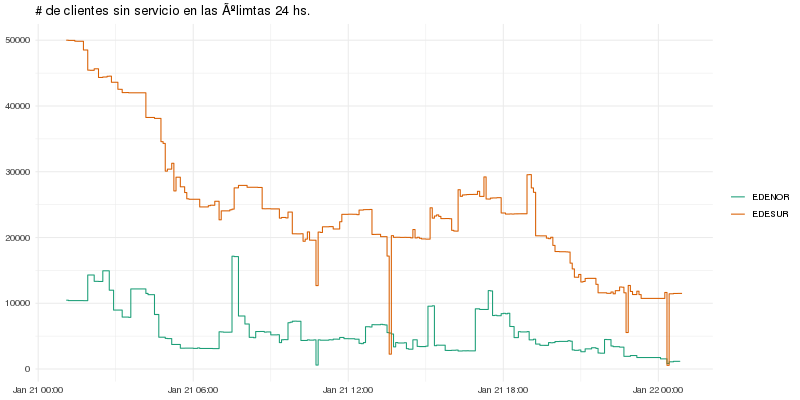 # de clientes sin servicio en las Ãºlimtas 24 hs.
50000
40000
30000
20000
10000
0
Jan 21 00:00
Jan 21 06:00
Jan 21 12:00
Jan 21 18:00
Jan 22 00:00
EDENOR
EDESUR